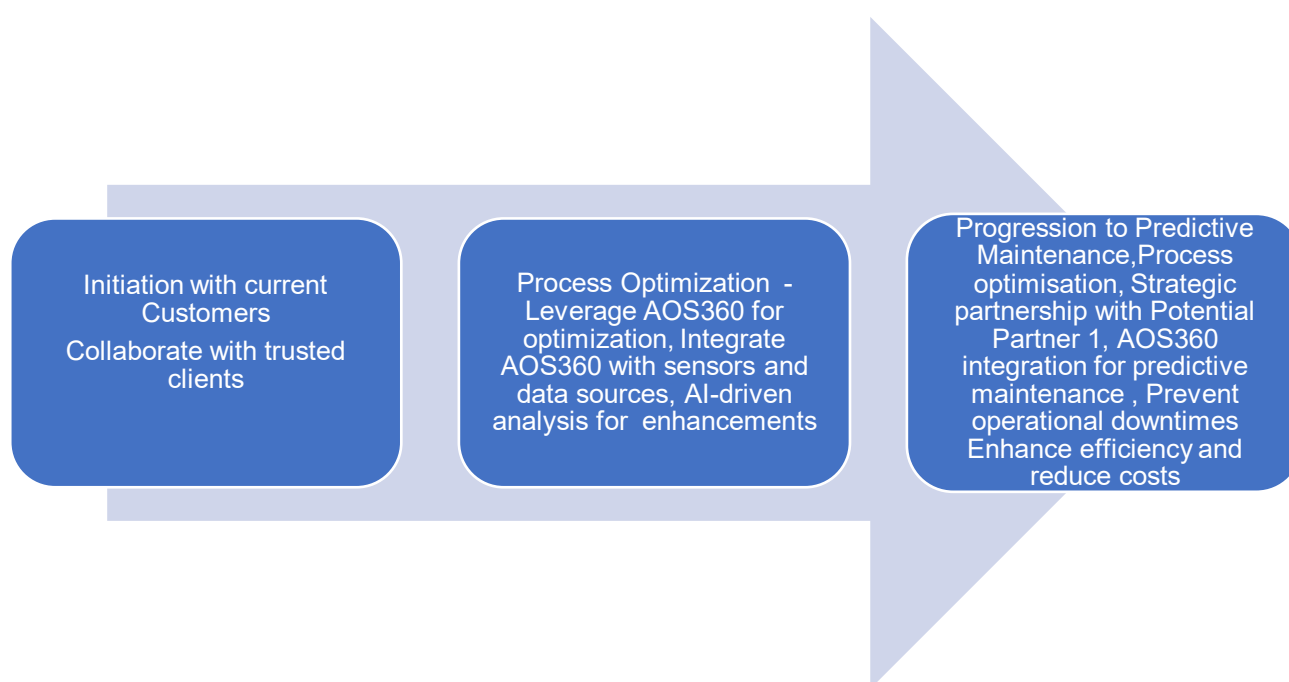 Initiation with current
Customers
Collaborate with trusted
clients
Process Optimization -
Leverage AOS360 for
optimization, Integrate
AOS360 with sensors and
data sources, AI-driven
analysis for enhancements
Progression to Predictive
Maintenance,Process
optimisation, Strategic
partnership with Potential
Partner 1, AOS360
integration for predictive
maintenance , Prevent
operational downtimes
Enhance efficiency and
reduce costs